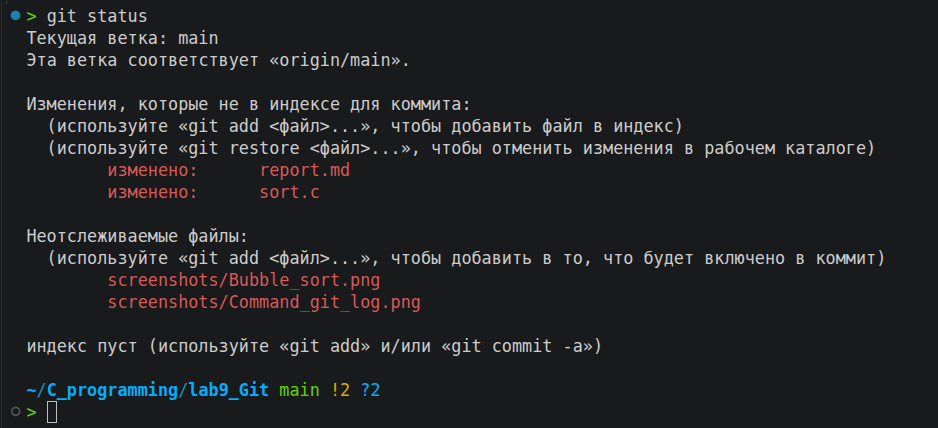 > git status
Текущая ветка: main
Эта ветка соответствует «origin/main».
Изменения, которые не в индексе для коммита:
(используйте «git add <файл>...», чтобы добавить файл в индекс)
(используйте «git restore <файл>...», чтобы отменить изменения в рабочем каталоге)
изменено:      report.md
изменено:      sort.c
Неотслеживаемые файлы:
(используйте «git add <файл>...», чтобы добавить в то, что будет включено в коммит)
screenshots/Bubble_sort.png
screenshots/Command_git_log.png
индекс пуст (используйте «git add» и/или «git commit -a»)
~/C_programming/lab9_Git main !2 ?2
>